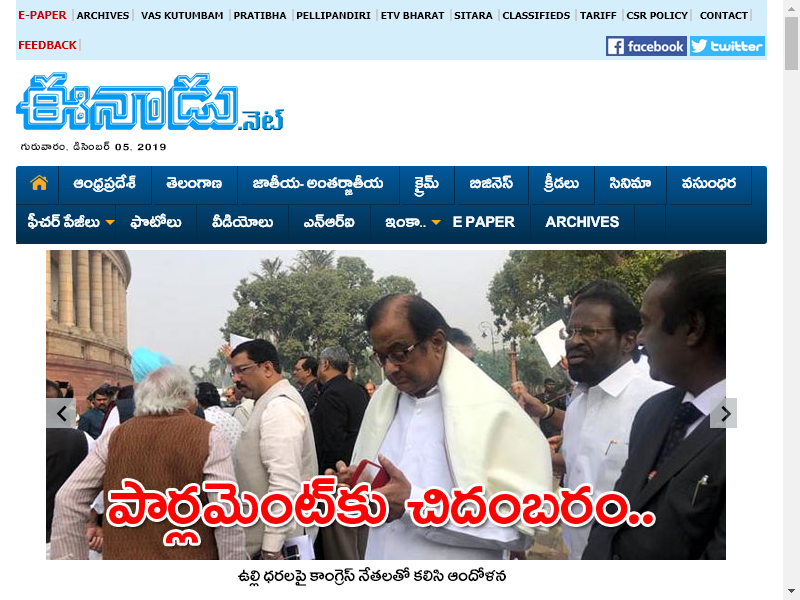 E-PAPER ARCHIVES VAS KUTUMBAM PRATIBHA PELLIPANDIRI ETV BHARAT SITARA CLASSIFIEDS TARIFF CSR POLICY CONTACT
FEEDBACK facebook twitter
ఈనాడు.నెట్
గురువారం, డిసెంబర్ 05, 2019
ఆంధ్రప్రదేశ్ తెలంగాణ జాతీయ- అంతర్జాతీయ క్రైమ్ బిజినెస్ క్రీడలు సినిమా వసుంధర
ఫీచర్ పేజీలు ఫొటోలు వీడియోలు ఎన్ఆర్ఐ ఇంకా.. E PAPER ARCHIVES
పార్లమెంట్‌కు చిదంబరం..
ఉల్లి ధరలపై కాంగ్రెస్ నేతలతో కలిసి ఆందోళన